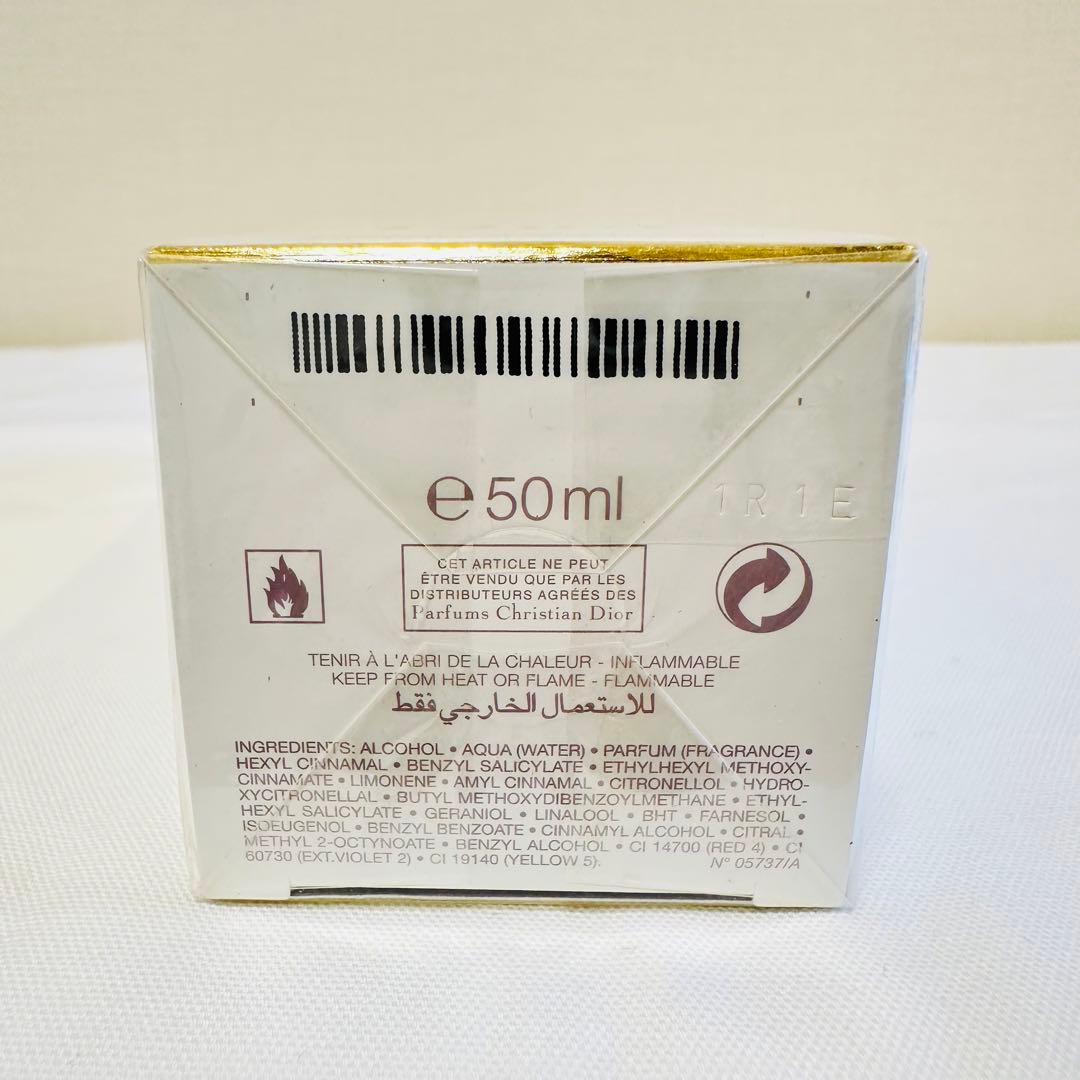 ℮ 50 ml
1R1E
CET ARTICLE NE PEUT
ÊTRE VENDU QUE PAR LES
DISTRIBUTEURS AGRÉÉS DES
Parfums Christian Dior
TENIR À L'ABRI DE LA CHALEUR - INFLAMMABLE
KEEP FROM HEAT OR FLAME - FLAMMABLE
للاستعمال الخارجي فقط
INGREDIENTS: ALCOHOL • AQUA (WATER) • PARFUM (FRAGRANCE) •
HEXYL CINNAMAL • BENZYL SALICYLATE • ETHYLHEXYL METHOXY-
CINNAMATE • LIMONENE • AMYL CINNAMAL • CITRONELLOL • HYDRO-
XYCITRONELLAL • BUTYL METHOXYDIBENZOYLMETHANE • ETHYL-
HEXYL SALICYLATE • GERANIOL • LINALOOL • BHT • FARNESOL •
ISOEUGENOL • BENZYL BENZOATE • CINNAMYL ALCOHOL • CITRAL •
METHYL 2-OCTYNOATE • BENZYL ALCOHOL • CI 14700 (RED 4) • CI
60730 (EXT.VIOLET 2) • CI 19140 (YELLOW 5).
N° 05737/A